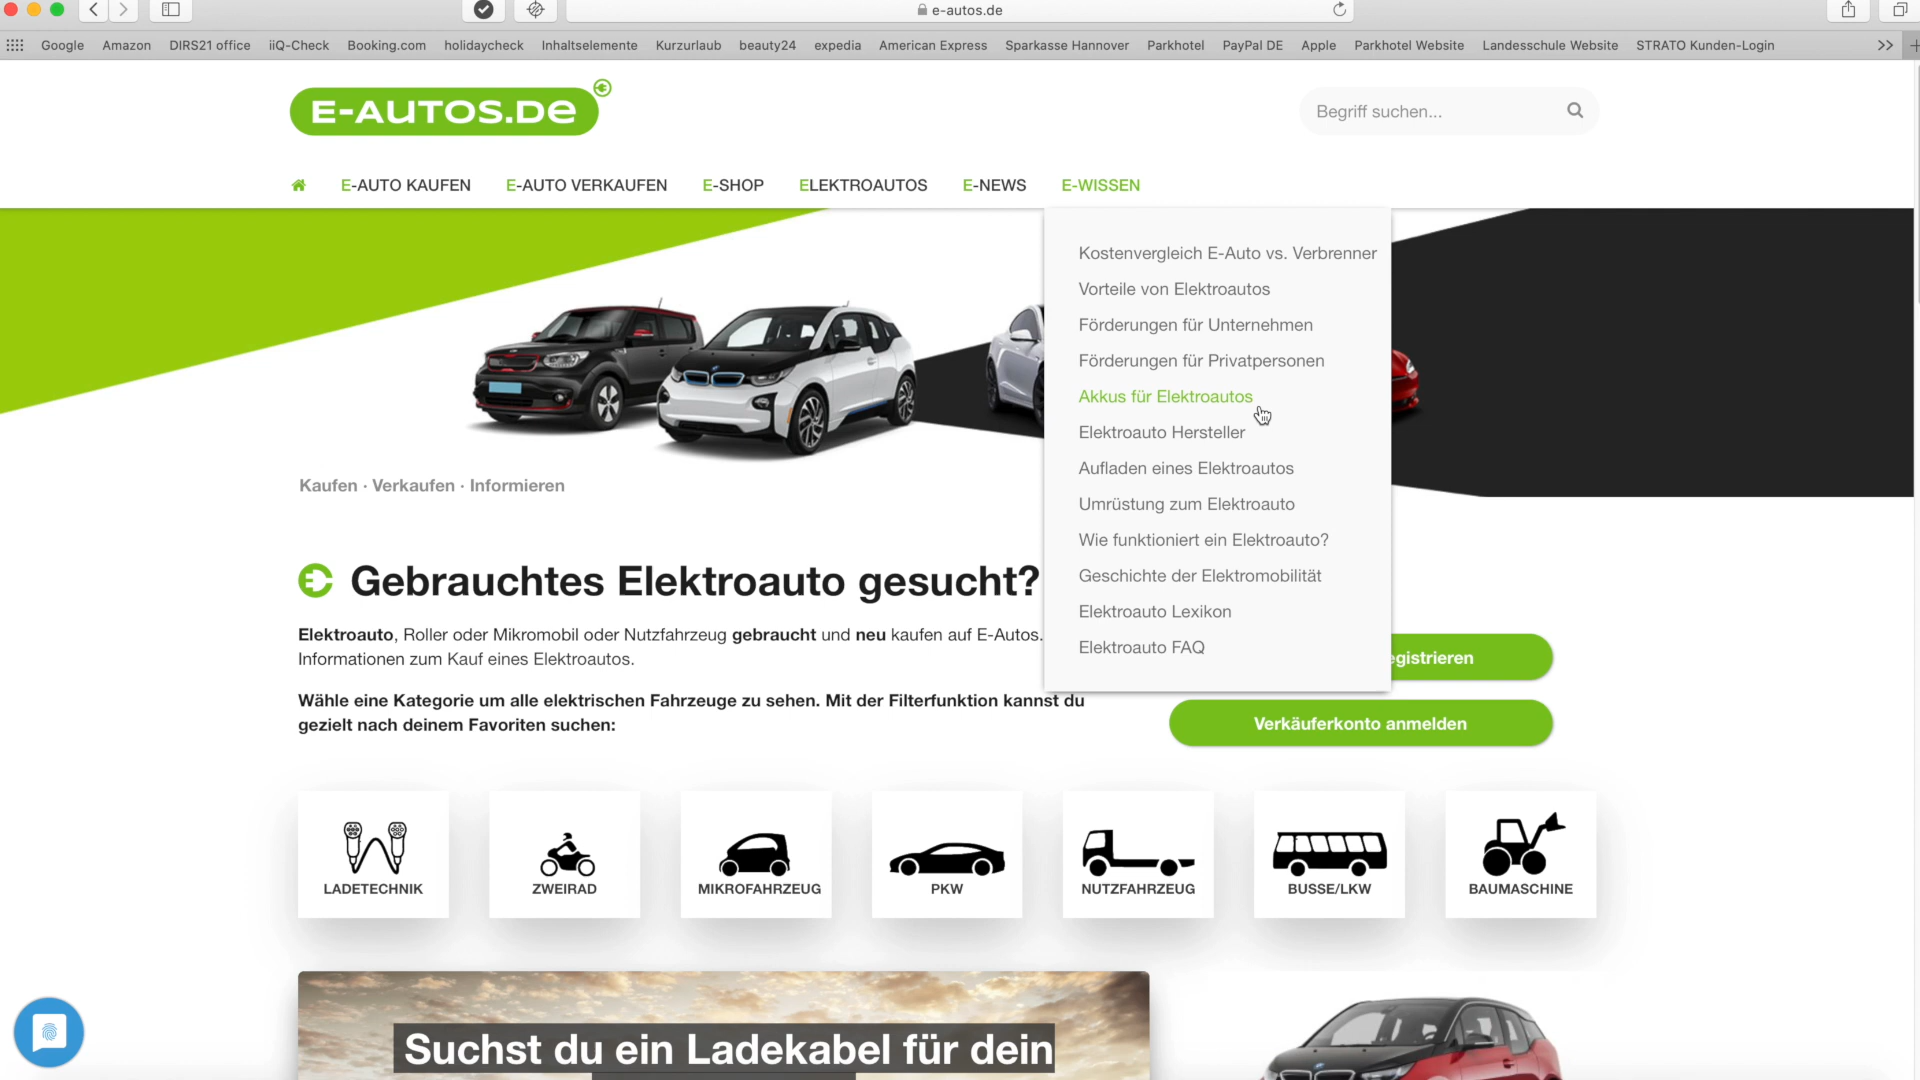 e-autos.de
Google Amazon DIRS21 office iiQ-Check Booking.com holidaycheck Inhaltselemente Kurzurlaub beauty24 expedia American Express Sparkasse Hannover Parkhotel PayPal DE Apple Parkhotel Website Landesschule Website STRATO Kunden-Login
E-AUTOS.De
Begriff suchen...
E-AUTO KAUFEN E-AUTO VERKAUFEN E-SHOP ELEKTROAUTOS E-NEWS E-WISSEN
Kostenvergleich E-Auto vs. Verbrenner
Vorteile von Elektroautos
Förderungen für Unternehmen
Förderungen für Privatpersonen
Akkus für Elektroautos
Elektroauto Hersteller
Aufladen eines Elektroautos
Umrüstung zum Elektroauto
Wie funktioniert ein Elektroauto?
Geschichte der Elektromobilität
Elektroauto Lexikon
Elektroauto FAQ
Kaufen · Verkaufen · Informieren
Gebrauchtes Elektroauto gesucht?
Elektroauto, Roller oder Mikromobil oder Nutzfahrzeug gebraucht und neu kaufen auf E-Autos.
Informationen zum Kauf eines Elektroautos.
Wähle eine Kategorie um alle elektrischen Fahrzeuge zu sehen. Mit der Filterfunktion kannst du
gezielt nach deinem Favoriten suchen:
egistrieren
Verkäuferkonto anmelden
LADETECHNIK ZWEIRAD MIKROFAHRZEUG PKW NUTZFAHRZEUG BUSSE/LKW BAUMASCHINE
Suchst du ein Ladekabel für dein